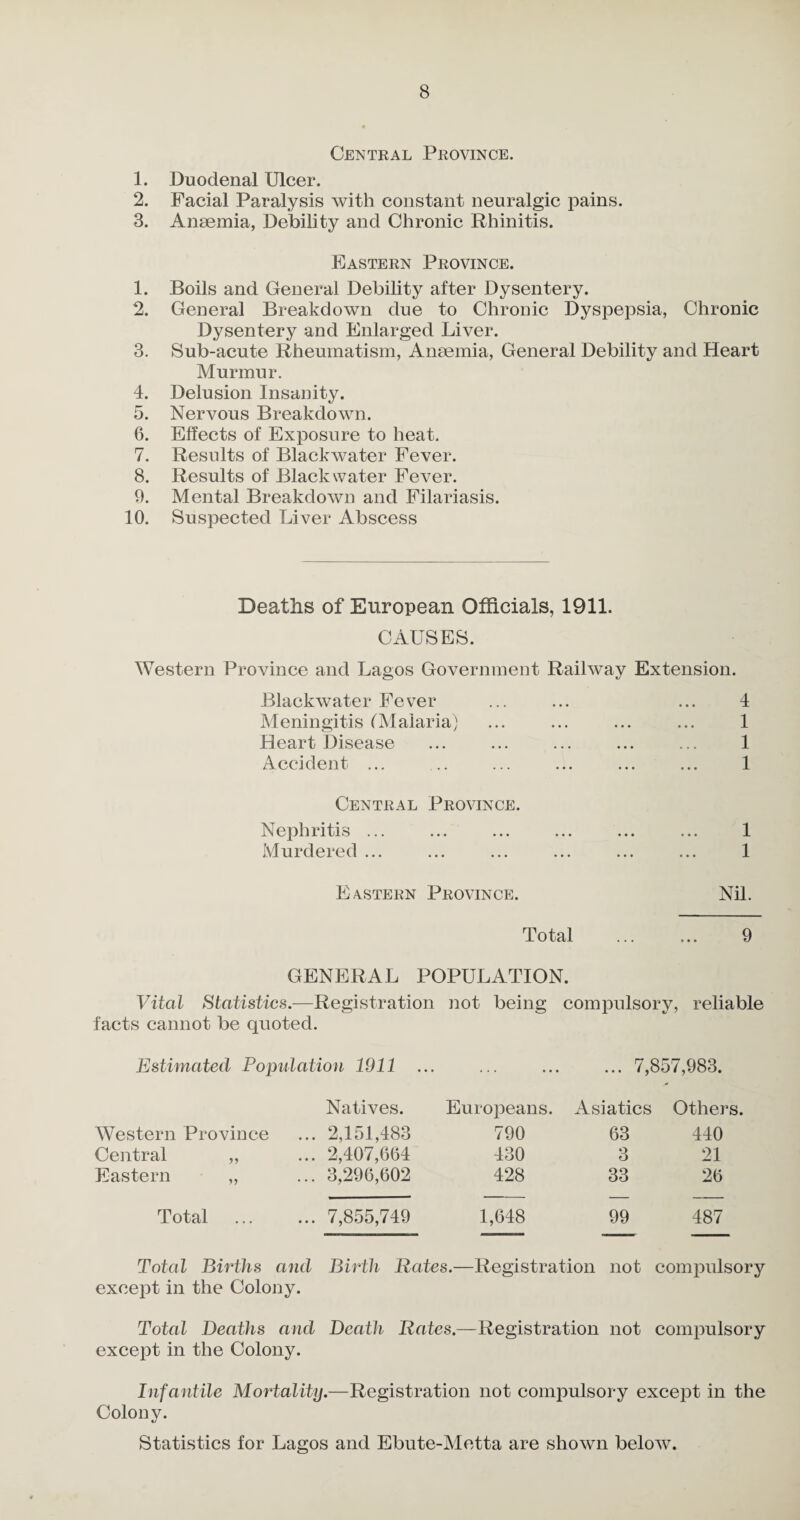 8
Central Province.
1. Duodenal Ulcer.
2. Facial Paralysis with constant neuralgic pains.
3. Anæmia, Debility and Chronic Rhinitis.
Eastern Province.
1. Boils and General Debility after Dysentery.
2. General Breakdown due to Chronic Dyspepsia, Chronic
Dysentery and Enlarged Liver.
3. Sub-acute Rheumatism, Anæmia, General Debility and Heart
Murmur.
4. Delusion Insanity.
5. Nervous Breakdown.
6. Effects of Exposure to heat.
7. Results of Blackwater Fever.
8. Results of Blackwater Fever.
9. Mental Breakdown and Filariasis.
10. Suspected Liver Abscess
Deaths of European Officials, 1911.
CAUSES.
Western Province and Lagos Government Railway Extension.
Blackwater Fever ... ... ... 4
Meningitis (Malaria) ... ... ... ... 1
Heart Disease ... ... ... ... ... 1
Accident ... .. ... ... ... ... 1
Central Province.
Nephritis ... ... ... ... ... ... 1
Murdered ... ... ... ... ... ... 1
Eastern Province. Nil.
Total ... ... 9
GENERAL POPULATION.
Vital Statistics.—Registration not being compulsory, reliable
facts cannot be quoted.
Estimated Population 1911 ... ... ... ... 7,857,983.
Natives. Europeans. Asiatics Others.
Western Province ... 2,151,483 790 63 440
Central „ ... 2,407,664 430 3 21
Eastern „ ... 3,296,602 428 33 26
Total ... ... 7,855,749 1,648 99 487
Total Births and Birth Rates.—Registration not compulsory
except in the Colony.
Total Deaths and Death Rates.—Registration not compulsory
except in the Colony.
Infantile Mortality.—Registration not compulsory except in the
Colony.
Statistics for Lagos and Ebute-Metta are shown below.